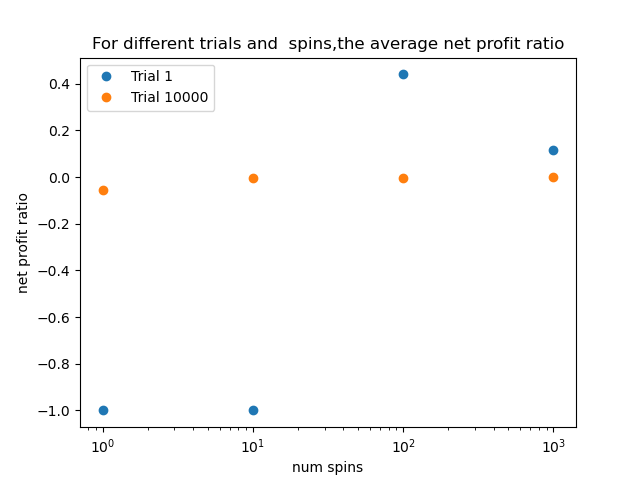 For different trials and  spins,the average net profit ratio
Trial 1
Trial 10000
net profit ratio
0.4
0.2
0.0
−0.2
−0.4
−0.6
−0.8
−1.0
10⁰ 10¹ 10² 10³
num spins